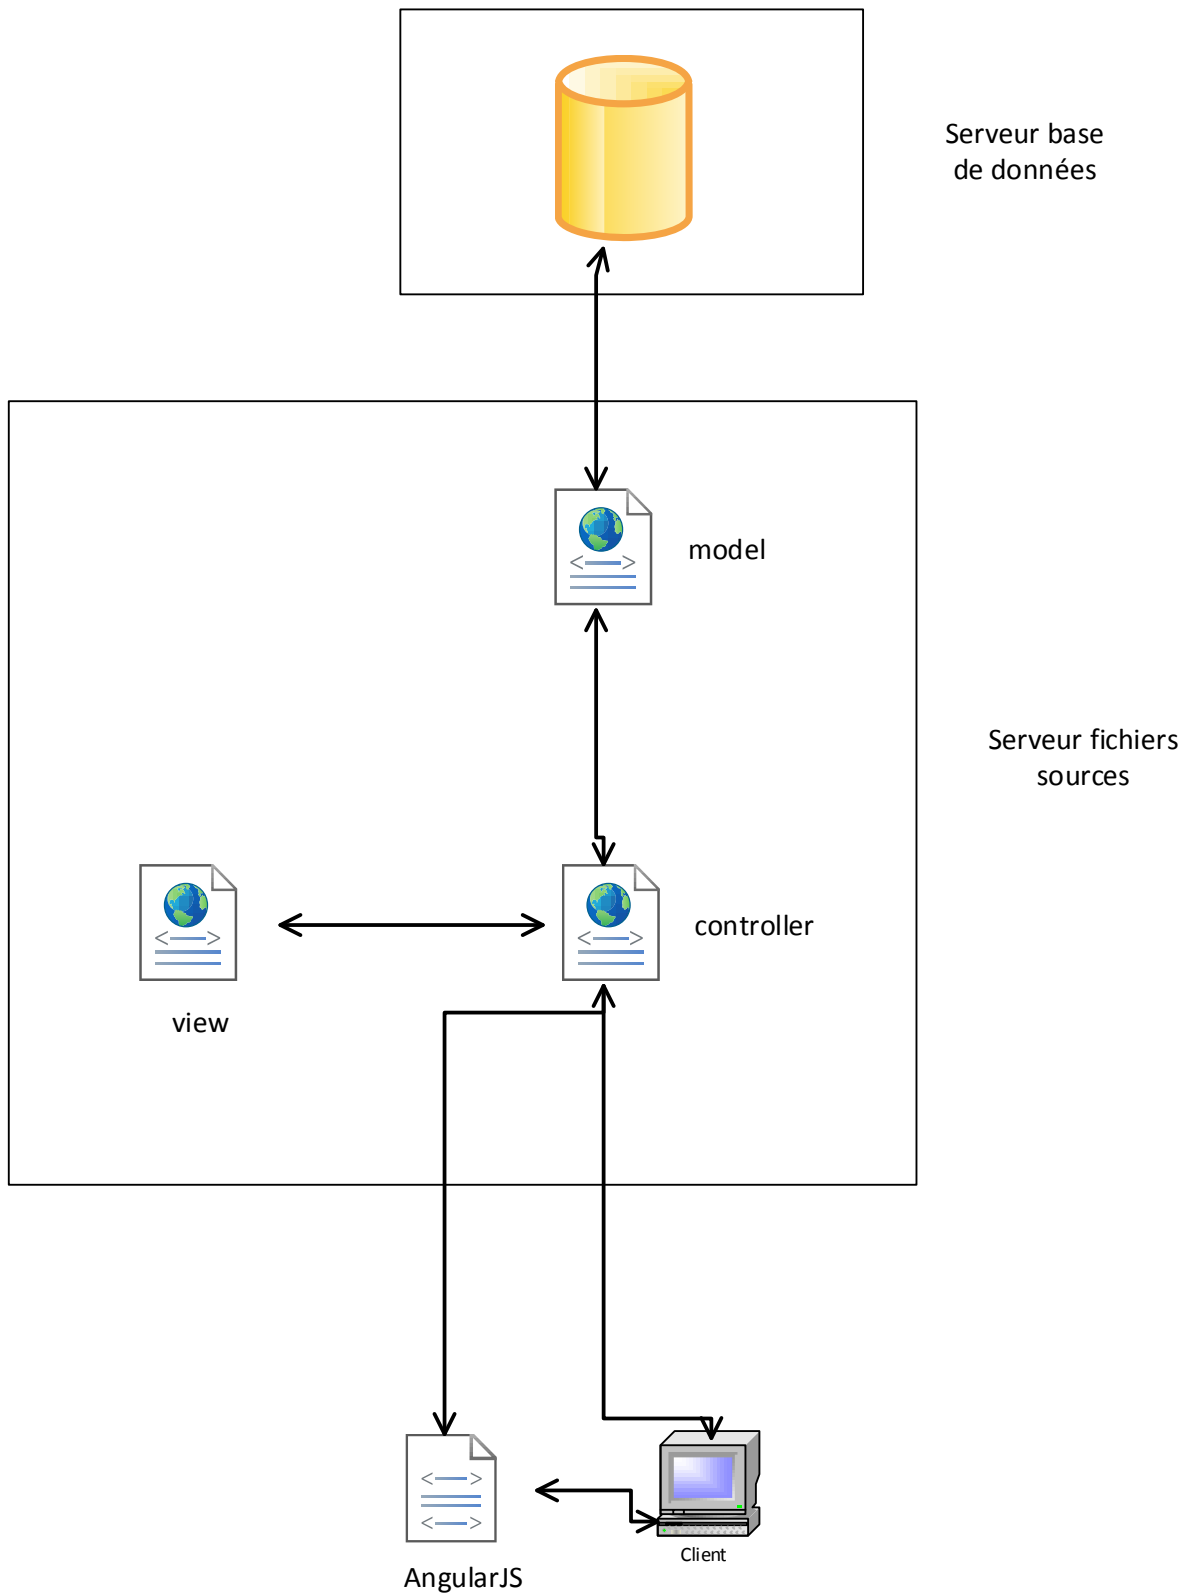 Serveur base
de données
model
Serveur fichiers
sources
controller
view
Client
AngularJS